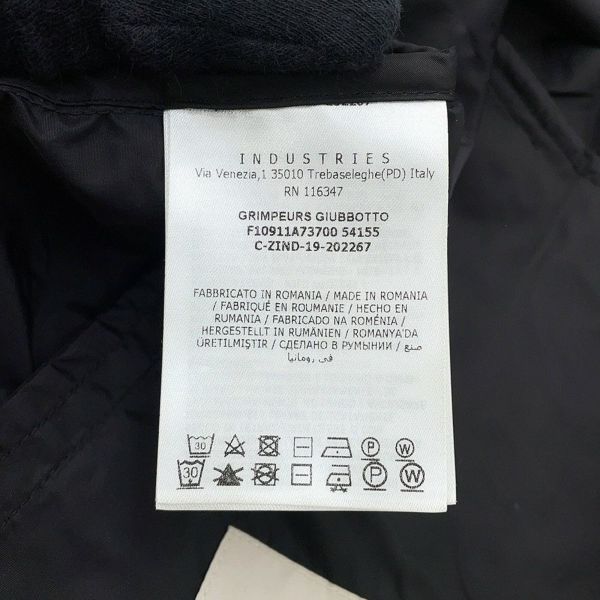 INDUSTRIES
Via Venezia,1 35010 Trebaseleghe(PD) Italy
RN 116347
GRIMPEURS GIUBBOTTO
F10911A73700 54155
C-ZIND-19-202267
FABBRICATO IN ROMANIA / MADE IN ROMANIA
/ FABRIQUÉ EN ROUMANIE / HECHO EN
RUMANIA / FABRICADO NA ROMÉNIA /
HERGESTELLT IN RUMÄNIEN / ROMANYA'DA
ÜRETILMIŞTIR / СДЕЛАНО В РУМЫНИИ / صنع
في رومانيا
30 P W
30 P W